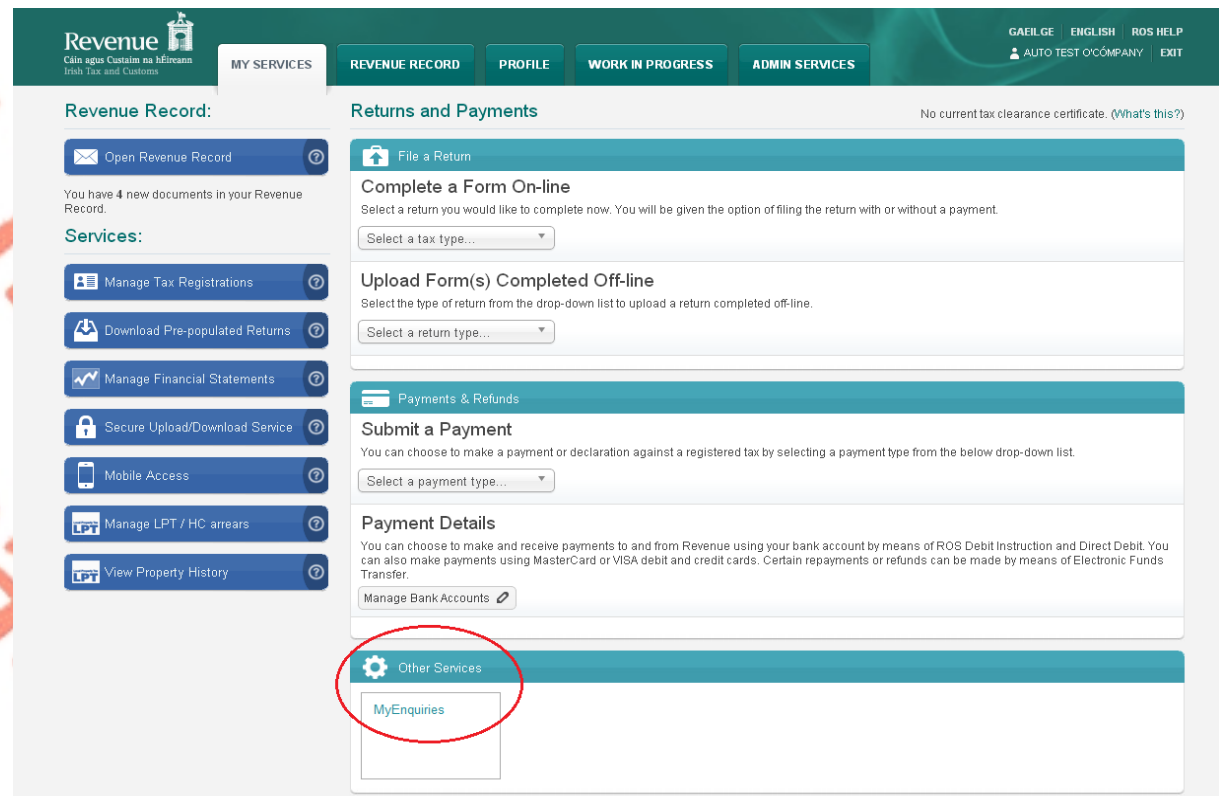 GAEILGE ENGLISH ROS HELP
AUTO TEST O'CÓMPANY EXIT
Revenue
Cáin agus Custaim na hÉireann
Irish Tax and Customs
MY SERVICES REVENUE RECORD PROFILE WORK IN PROGRESS ADMIN SERVICES
Revenue Record:
Open Revenue Record ?
You have 4 new documents in your Revenue
Record.
Services:
Manage Tax Registrations ?
Download Pre-populated Returns ?
Manage Financial Statements ?
Secure Upload/Download Service ?
Mobile Access ?
LPT Manage LPT / HC arrears ?
LPT View Property History ?
Returns and Payments
No current tax clearance certificate. (What's this?)
File a Return
Complete a Form On-line
Select a return you would like to complete now. You will be given the option of filing the return with or without a payment.
Select a tax type...
Upload Form(s) Completed Off-line
Select the type of return from the drop-down list to upload a return completed off-line.
Select a return type...
Payments & Refunds
Submit a Payment
You can choose to make a payment or declaration against a registered tax by selecting a payment type from the below drop-down list.
Select a payment type...
Payment Details
You can choose to make and receive payments to and from Revenue using your bank account by means of ROS Debit Instruction and Direct Debit. You
can also make payments using MasterCard or VISA debit and credit cards. Certain repayments or refunds can be made by means of Electronic Funds
Transfer.
Manage Bank Accounts
Other Services
MyEnquiries